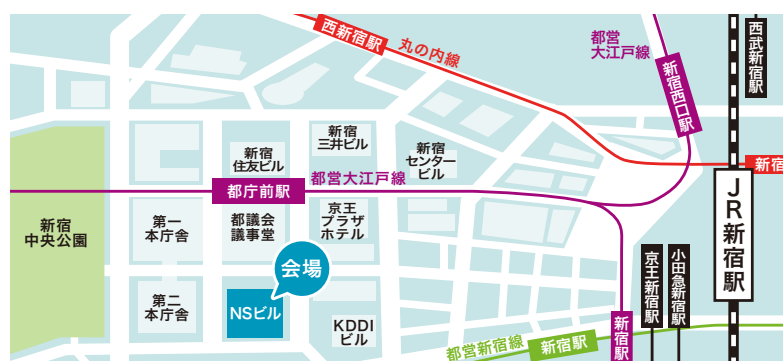 西新宿駅
丸の内線
都営
大江戸線
西武新宿駅
新宿西口駅
新宿
三井ビル
新宿
住友ビル
新宿
センター
ビル
新宿
都庁前駅
都営大江戸線
JR新宿駅
新宿
中央公園
第一
本庁舎
都議会
議事堂
京王
プラザ
ホテル
会場
京王新宿駅
小田急新宿駅
第二
本庁舎
NSビル
KDDI
ビル
新宿駅
都営新宿線
新宿駅